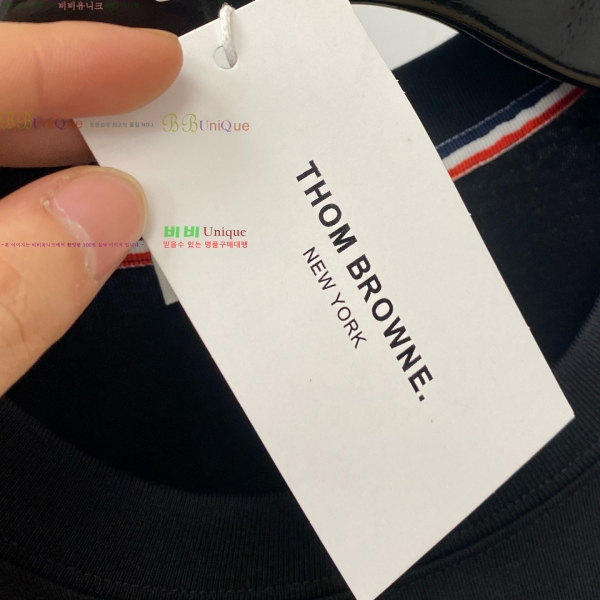 비비유니크
BBUniQue
BBUniQue
비비 Unique
믿을수 있는 명품구매대행
THOM BROWNE.
NEW YORK